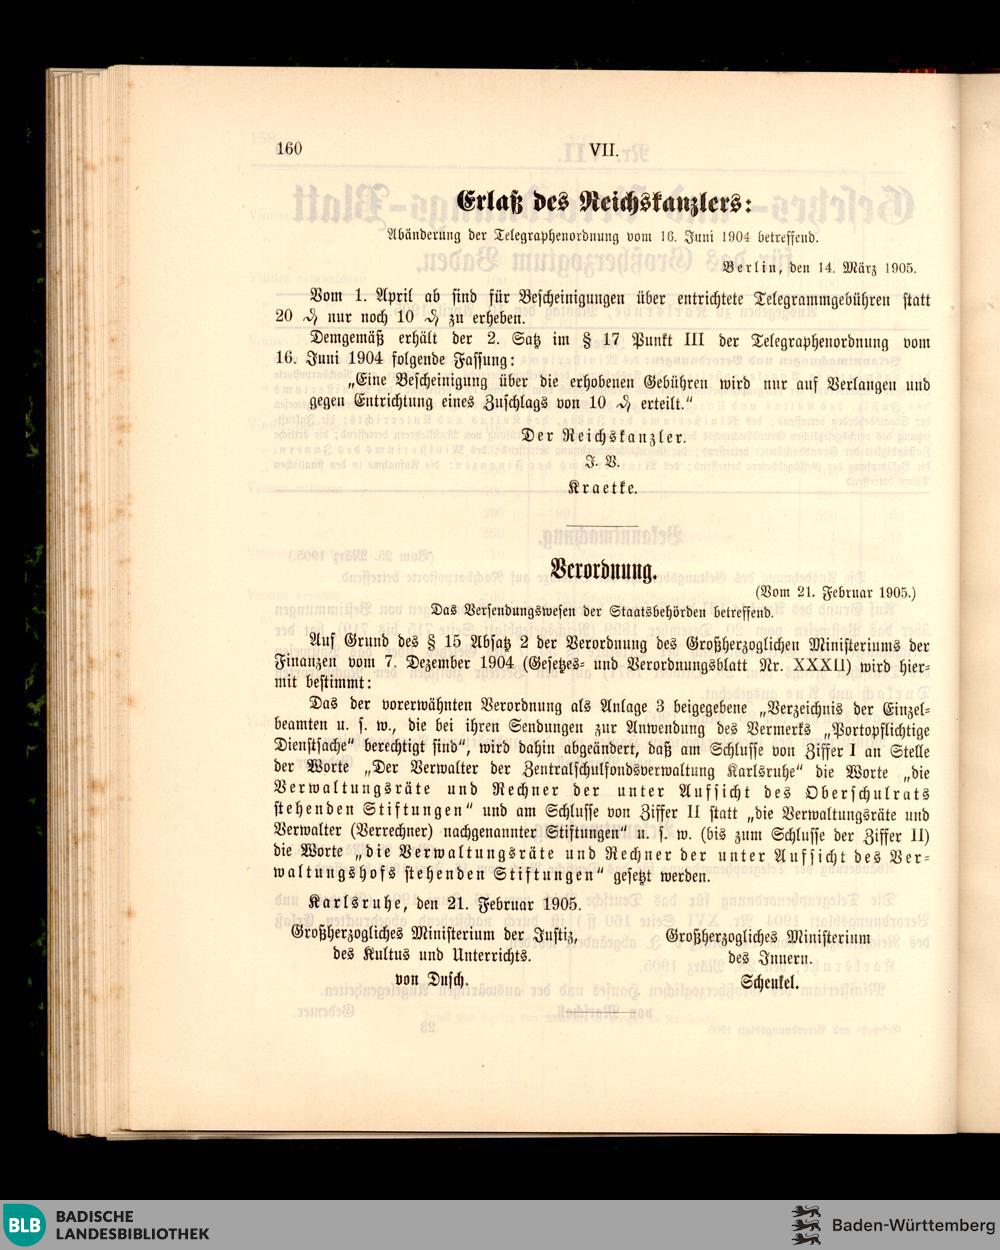 160
VII.
Erlaß des Reichskanzlers:
Abänderung der Telegraphenordnung vom 16. Juni 1904 betreffend.
Berlin, den 14. März 1905.
Vom 1. April ab sind für Bescheinigungen über entrichtete Telegrammgebühren statt
20 ₰ nur noch 10 ₰ zu erheben.
Demgemäß erhält der 2. Satz im § 17 Punkt III der Telegraphenordnung vom
16. Juni 1904 folgende Fassung:
„Eine Bescheinigung über die erhobenen Gebühren wird nur auf Verlangen und
gegen Entrichtung eines Zuschlags von 10 ₰ erteilt.“
Der Reichskanzler.
J. V.
Kraetke.
Verordnung.
(Vom 21. Februar 1905.)
Das Versendungswesen der Staatsbehörden betreffend.
Auf Grund des § 15 Absatz 2 der Verordnung des Großherzoglichen Ministeriums der
Finanzen vom 7. Dezember 1904 (Gesetzes- und Verordnungsblatt Nr. XXXII) wird hier-
mit bestimmt:
Das der vorerwähnten Verordnung als Anlage 3 beigegebene „Verzeichnis der Einzel-
beamten u. s. w., die bei ihren Sendungen zur Anwendung des Vermerks „Portopflichtige
Dienstsache“ berechtigt sind“, wird dahin abgeändert, daß am Schlusse von Ziffer I an Stelle
der Worte „Der Verwalter der Zentralschulfondsverwaltung Karlsruhe“ die Worte „die
Verwaltungsräte und Rechner der unter Aufsicht des Oberschulrats
stehenden Stiftungen“ und am Schlusse von Ziffer II statt „die Verwaltungsräte und
Verwalter (Verrechner) nachgenannter Stiftungen“ u. s. w. (bis zum Schlusse der Ziffer II)
die Worte „die Verwaltungsräte und Rechner der unter Aufsicht des Ver-
waltungshofs stehenden Stiftungen“ gesetzt werden.
Karlsruhe, den 21. Februar 1905.
Großherzogliches Ministerium der Justiz,
des Kultus und Unterrichts.
von Dusch.
Großherzogliches Ministerium
des Innern.
Schenkel.
BLB
BADISCHE
LANDESBIBLIOTHEK
Baden-Württemberg